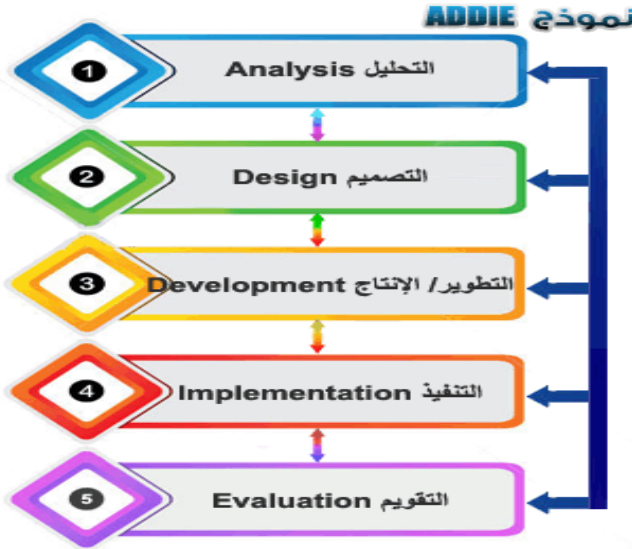 نموذج ADDIE
1
التحليل Analysis
2
التصميم Design
3
التطوير/ الإنتاج Development
4
التنفيذ Implementation
5
التقويم Evaluation